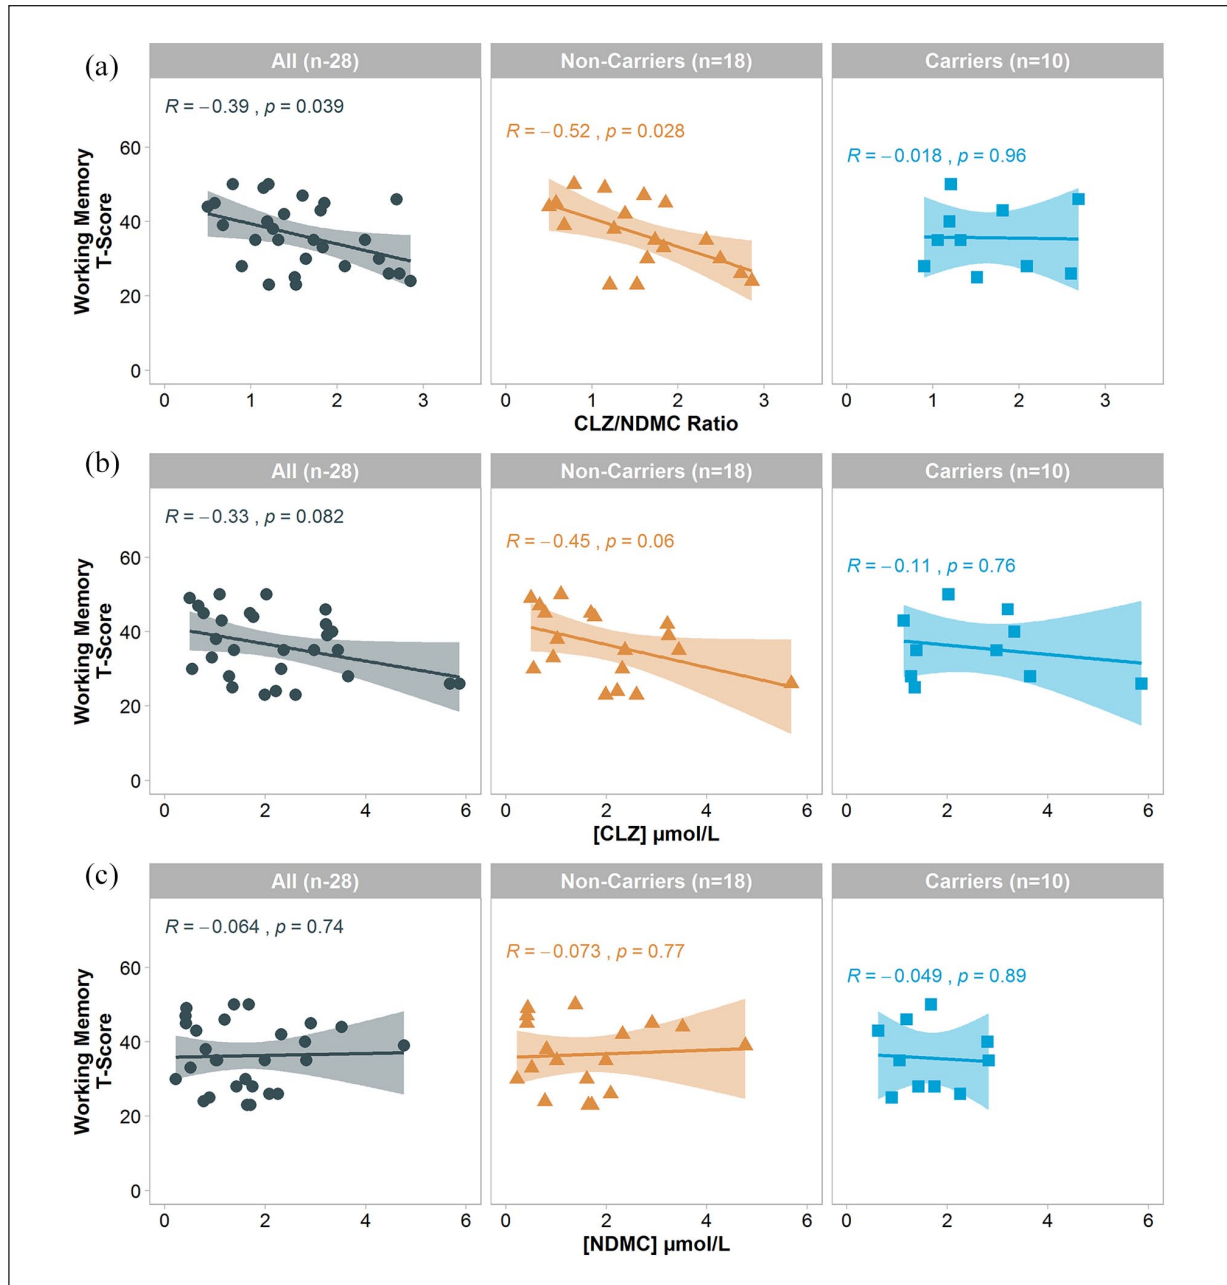 (a)
All (n-28)
Non-Carriers (n=18)
Carriers (n=10)
R = −0.39 , p = 0.039
R = −0.52 , p = 0.028
R = −0.018 , p = 0.96
Working Memory
T-Score
60
40
20
0
0 1 2 3
0 1 2 3
0 1 2 3
CLZ/NDMC Ratio
(b)
All (n-28)
Non-Carriers (n=18)
Carriers (n=10)
R = −0.33 , p = 0.082
R = −0.45 , p = 0.06
R = −0.11 , p = 0.76
Working Memory
T-Score
60
40
20
0
0 2 4 6
0 2 4 6
0 2 4 6
[CLZ] µmol/L
(c)
All (n-28)
Non-Carriers (n=18)
Carriers (n=10)
R = −0.064 , p = 0.74
R = −0.073 , p = 0.77
R = −0.049 , p = 0.89
Working Memory
T-Score
60
40
20
0
0 2 4 6
0 2 4 6
0 2 4 6
[NDMC] µmol/L